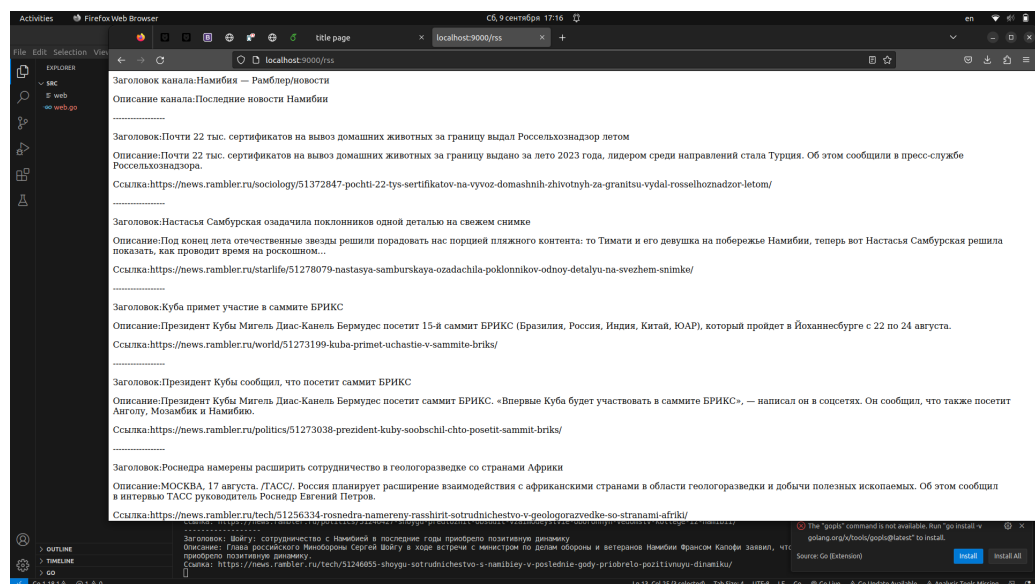 Activities Firefox Web Browser Сб, 9 сентября 17:16 en
title page × localhost:9000/rss × +
File Edit Selection View
localhost:9000/rss
EXPLORER
SRC
web
web.go
Заголовок канала:Намибия — Рамблер/новости
Описание канала:Последние новости Намибии
-----------------
Заголовок:Почти 22 тыс. сертификатов на вывоз домашних животных за границу выдал Россельхознадзор летом
Описание:Почти 22 тыс. сертификатов на вывоз домашних животных за границу выдано за лето 2023 года, лидером среди направлений стала Турция. Об этом сообщили в пресс-службе
Россельхознадзора.
Ссылка:https://news.rambler.ru/sociology/51372847-pochti-22-tys-sertifikatov-na-vyvoz-domashnih-zhivotnyh-za-granitsu-vydal-rosselhoznadzor-letom/
-----------------
Заголовок:Настасья Самбурская озадачила поклонников одной деталью на свежем снимке
Описание:Под конец лета отечественные звезды решили порадовать нас порцией пляжного контента: то Тимати и его девушка на побережье Намибии, теперь вот Настасья Самбурская решила
показать, как проводит время на роскошном...
Ссылка:https://news.rambler.ru/starlife/51278079-nastasya-samburskaya-ozadachila-poklonnikov-odnoy-detalyu-na-svezhem-snimke/
-----------------
Заголовок:Куба примет участие в саммите БРИКС
Описание:Президент Кубы Мигель Диас-Канель Бермудес посетит 15-й саммит БРИКС (Бразилия, Россия, Индия, Китай, ЮАР), который пройдет в Йоханнесбурге с 22 по 24 августа.
Ссылка:https://news.rambler.ru/world/51273199-kuba-primet-uchastie-v-sammite-briks/
-----------------
Заголовок:Президент Кубы сообщил, что посетит саммит БРИКС
Описание:Президент Кубы Мигель Диас-Канель Бермудес посетит саммит БРИКС. «Впервые Куба будет участвовать в саммите БРИКС», — написал он в соцсетях. Он сообщил, что также посетит
Анголу, Мозамбик и Намибию.
Ссылка:https://news.rambler.ru/politics/51273038-prezident-kuby-soobschil-chto-posetit-sammit-briks/
-----------------
Заголовок:Роснедра намерены расширить сотрудничество в геологоразведке со странами Африки
Описание:МОСКВА, 17 августа. /ТАСС/. Россия планирует расширение взаимодействия с африканскими странами в области геологоразведки и добычи полезных ископаемых. Об этом сообщил
в интервью ТАСС руководитель Роснедр Евгений Петров.
Ссылка:https://news.rambler.ru/tech/51256334-rosnedra-namereny-rasshirit-sotrudnichestvo-v-geologorazvedke-so-stranami-afriki/
-----------------
Заголовок: Шойгу: сотрудничество с Намибией в последние годы приобрело позитивную динамику
Описание: Глава российского Минобороны Сергей Шойгу в ходе встречи с министром по делам обороны и ветеранов Намибии Франсом Капофи заявил, что
приобрело позитивную динамику.
Ссылка: https://news.rambler.ru/tech/51246055-shoygu-sotrudnichestvo-s-namibiey-v-poslednie-gody-priobrelo-pozitivnuyu-dinamiku/
The "gopls" command is not available. Run "go install -v
golang.org/x/tools/gopls@latest" to install.
Source: Go (Extension) Install Install All
OUTLINE
TIMELINE
GO